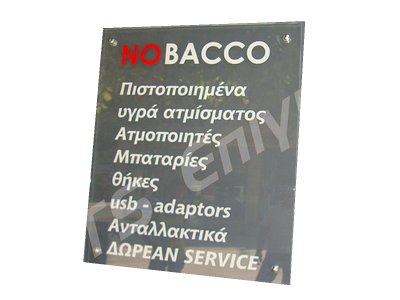 NOBACCO
Πιστοποιημένα
υγρά ατμίσματος
Ατμοποιητές
Μπαταρίες
θήκες
usb - adaptors
Ανταλλακτικά
ΔΩΡΕΑΝ SERVICE